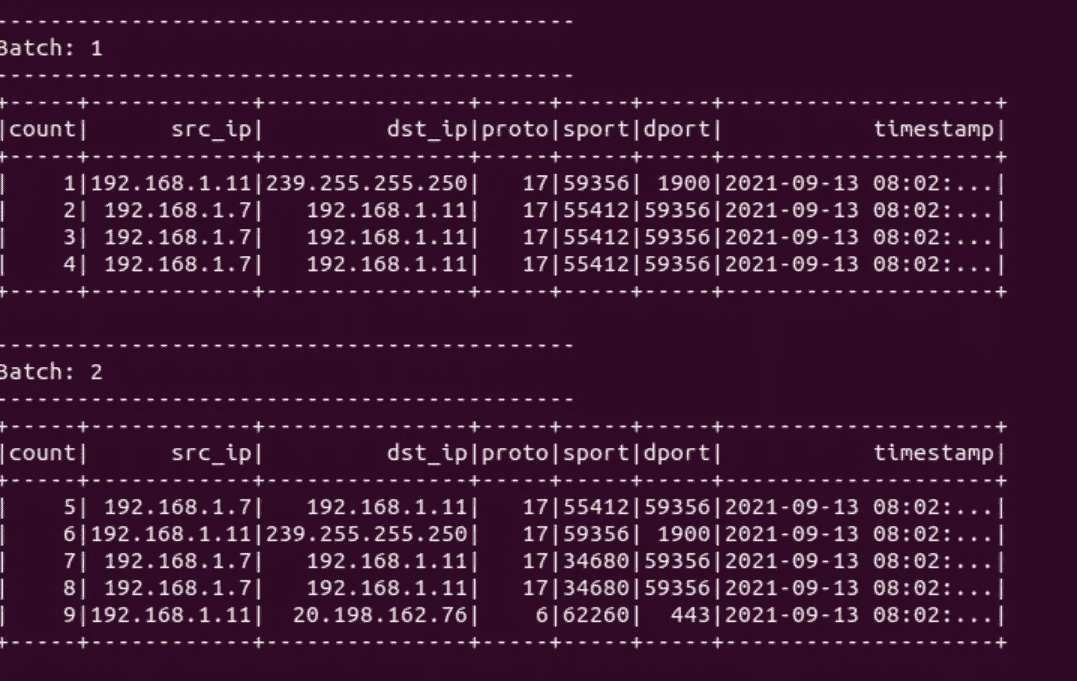 -------------------------------------------
Batch: 1
-------------------------------------------
+-----+------------+---------------+-----+-----+-----+--------------------+
|count|      src_ip|         dst_ip|proto|sport|dport|           timestamp|
+-----+------------+---------------+-----+-----+-----+--------------------+
|    1|192.168.1.11|239.255.255.250|   17|59356| 1900|2021-09-13 08:02:...|
|    2| 192.168.1.7|   192.168.1.11|   17|55412|59356|2021-09-13 08:02:...|
|    3| 192.168.1.7|   192.168.1.11|   17|55412|59356|2021-09-13 08:02:...|
|    4| 192.168.1.7|   192.168.1.11|   17|55412|59356|2021-09-13 08:02:...|
+-----+------------+---------------+-----+-----+-----+--------------------+
-------------------------------------------
Batch: 2
-------------------------------------------
+-----+------------+---------------+-----+-----+-----+--------------------+
|count|      src_ip|         dst_ip|proto|sport|dport|           timestamp|
+-----+------------+---------------+-----+-----+-----+--------------------+
|    5| 192.168.1.7|   192.168.1.11|   17|55412|59356|2021-09-13 08:02:...|
|    6|192.168.1.11|239.255.255.250|   17|59356| 1900|2021-09-13 08:02:...|
|    7| 192.168.1.7|   192.168.1.11|   17|34680|59356|2021-09-13 08:02:...|
|    8| 192.168.1.7|   192.168.1.11|   17|34680|59356|2021-09-13 08:02:...|
|    9|192.168.1.11|  20.198.162.76|    6|62260|  443|2021-09-13 08:02:...|
+-----+------------+---------------+-----+-----+-----+--------------------+